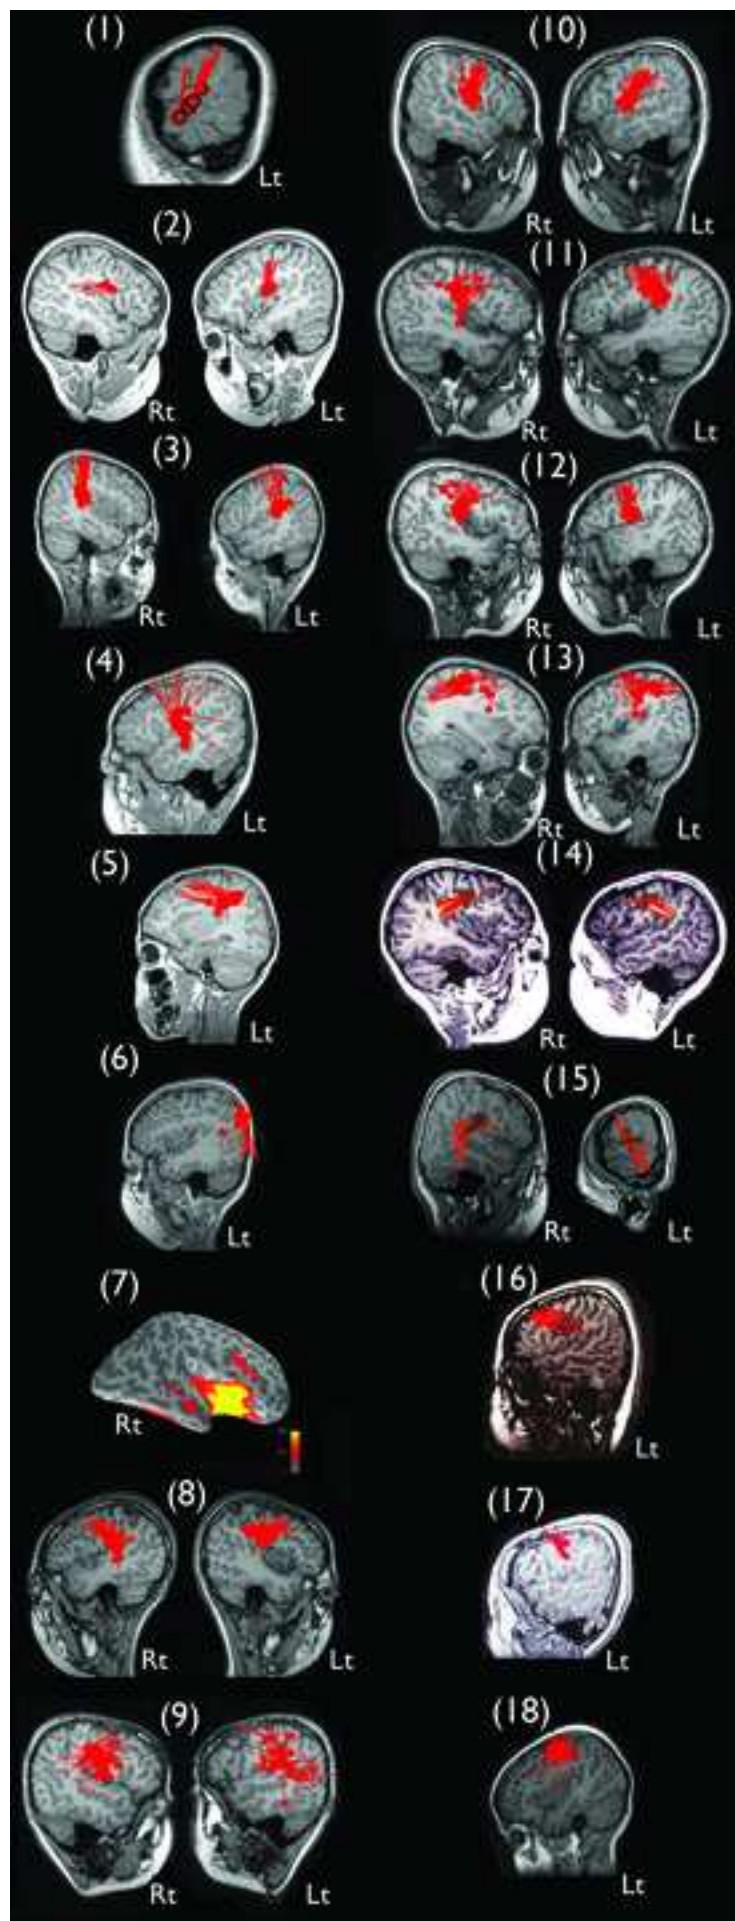 (1)
Lt
(2)
Rt Lt
(3)
Rt Lt
(4)
Lt
(5)
Lt
(6)
Lt
(7)
Rt
(8)
Rt Lt
(9)
Rt Lt
(10)
Rt Lt
(11)
Rt Lt
(12)
Rt Lt
(13)
Rt Lt
(14)
Rt Lt
(15)
Rt Lt
(16)
Lt
(17)
Lt
(18)
Lt